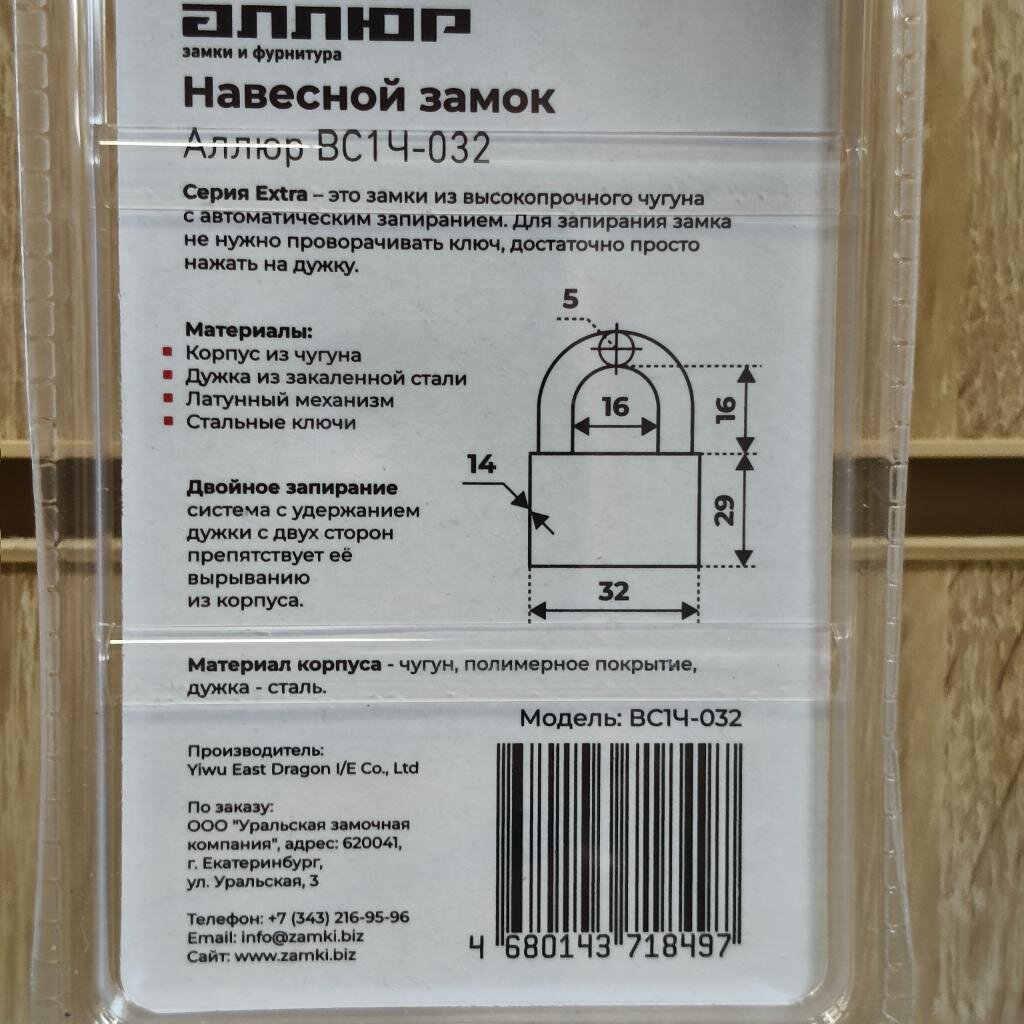 аллюр
замки и фурнитура
Навесной замок
Аллюр ВС1Ч-032
Серия Extra – это замки из высокопрочного чугуна
с автоматическим запиранием. Для запирания замка
не нужно проворачивать ключ, достаточно просто
нажать на дужку.
Материалы:
Корпус из чугуна
Дужка из закаленной стали
Латунный механизм
Стальные ключи
5
16
16
14
29
32
Двойное запирание
система с удержанием
дужки с двух сторон
препятствует её
вырыванию
из корпуса.
Материал корпуса - чугун, полимерное покрытие,
дужка - сталь.
Модель: ВС1Ч-032
Производитель:
Yiwu East Dragon I/E Co., Ltd
По заказу:
ООО "Уральская замочная
компания", адрес: 620041,
г. Екатеринбург,
ул. Уральская, 3
Телефон: +7 (343) 216-95-96
Email: info@zamki.biz
Сайт: www.zamki.biz
4 680143 718497